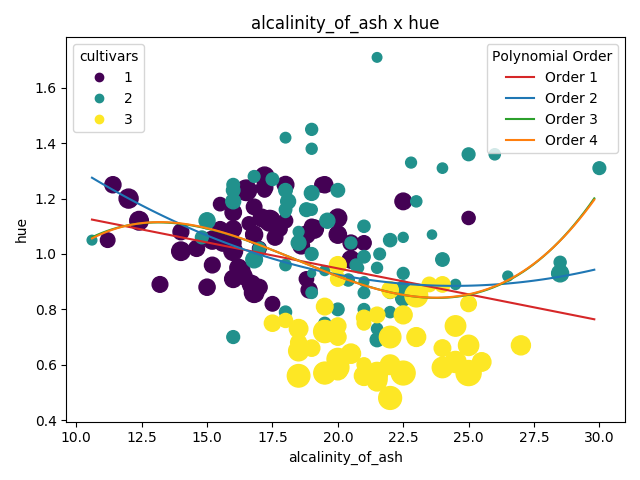 alcalinity_of_ash x hue
cultivars
1
2
3
Polynomial Order
Order 1
Order 2
Order 3
Order 4
hue
1.6
1.4
1.2
1.0
0.8
0.6
0.4
10.0 12.5 15.0 17.5 20.0 22.5 25.0 27.5 30.0
alcalinity_of_ash